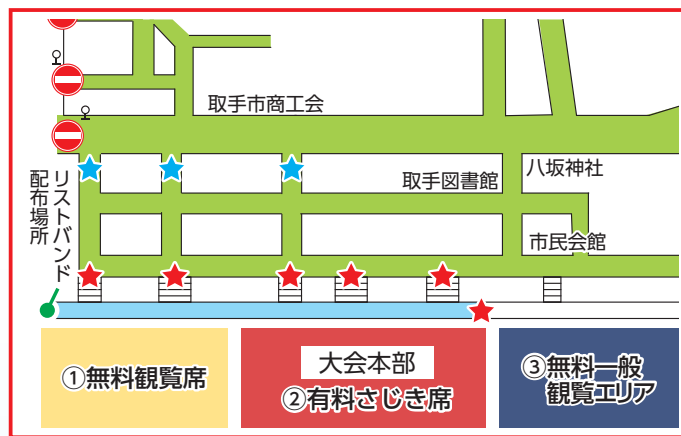 取手市商工会
取手図書館
八坂神社
市民会館
リストバンド
配布場所
①無料観覧席
大会本部
②有料さじき席
③無料一般
観覧エリア